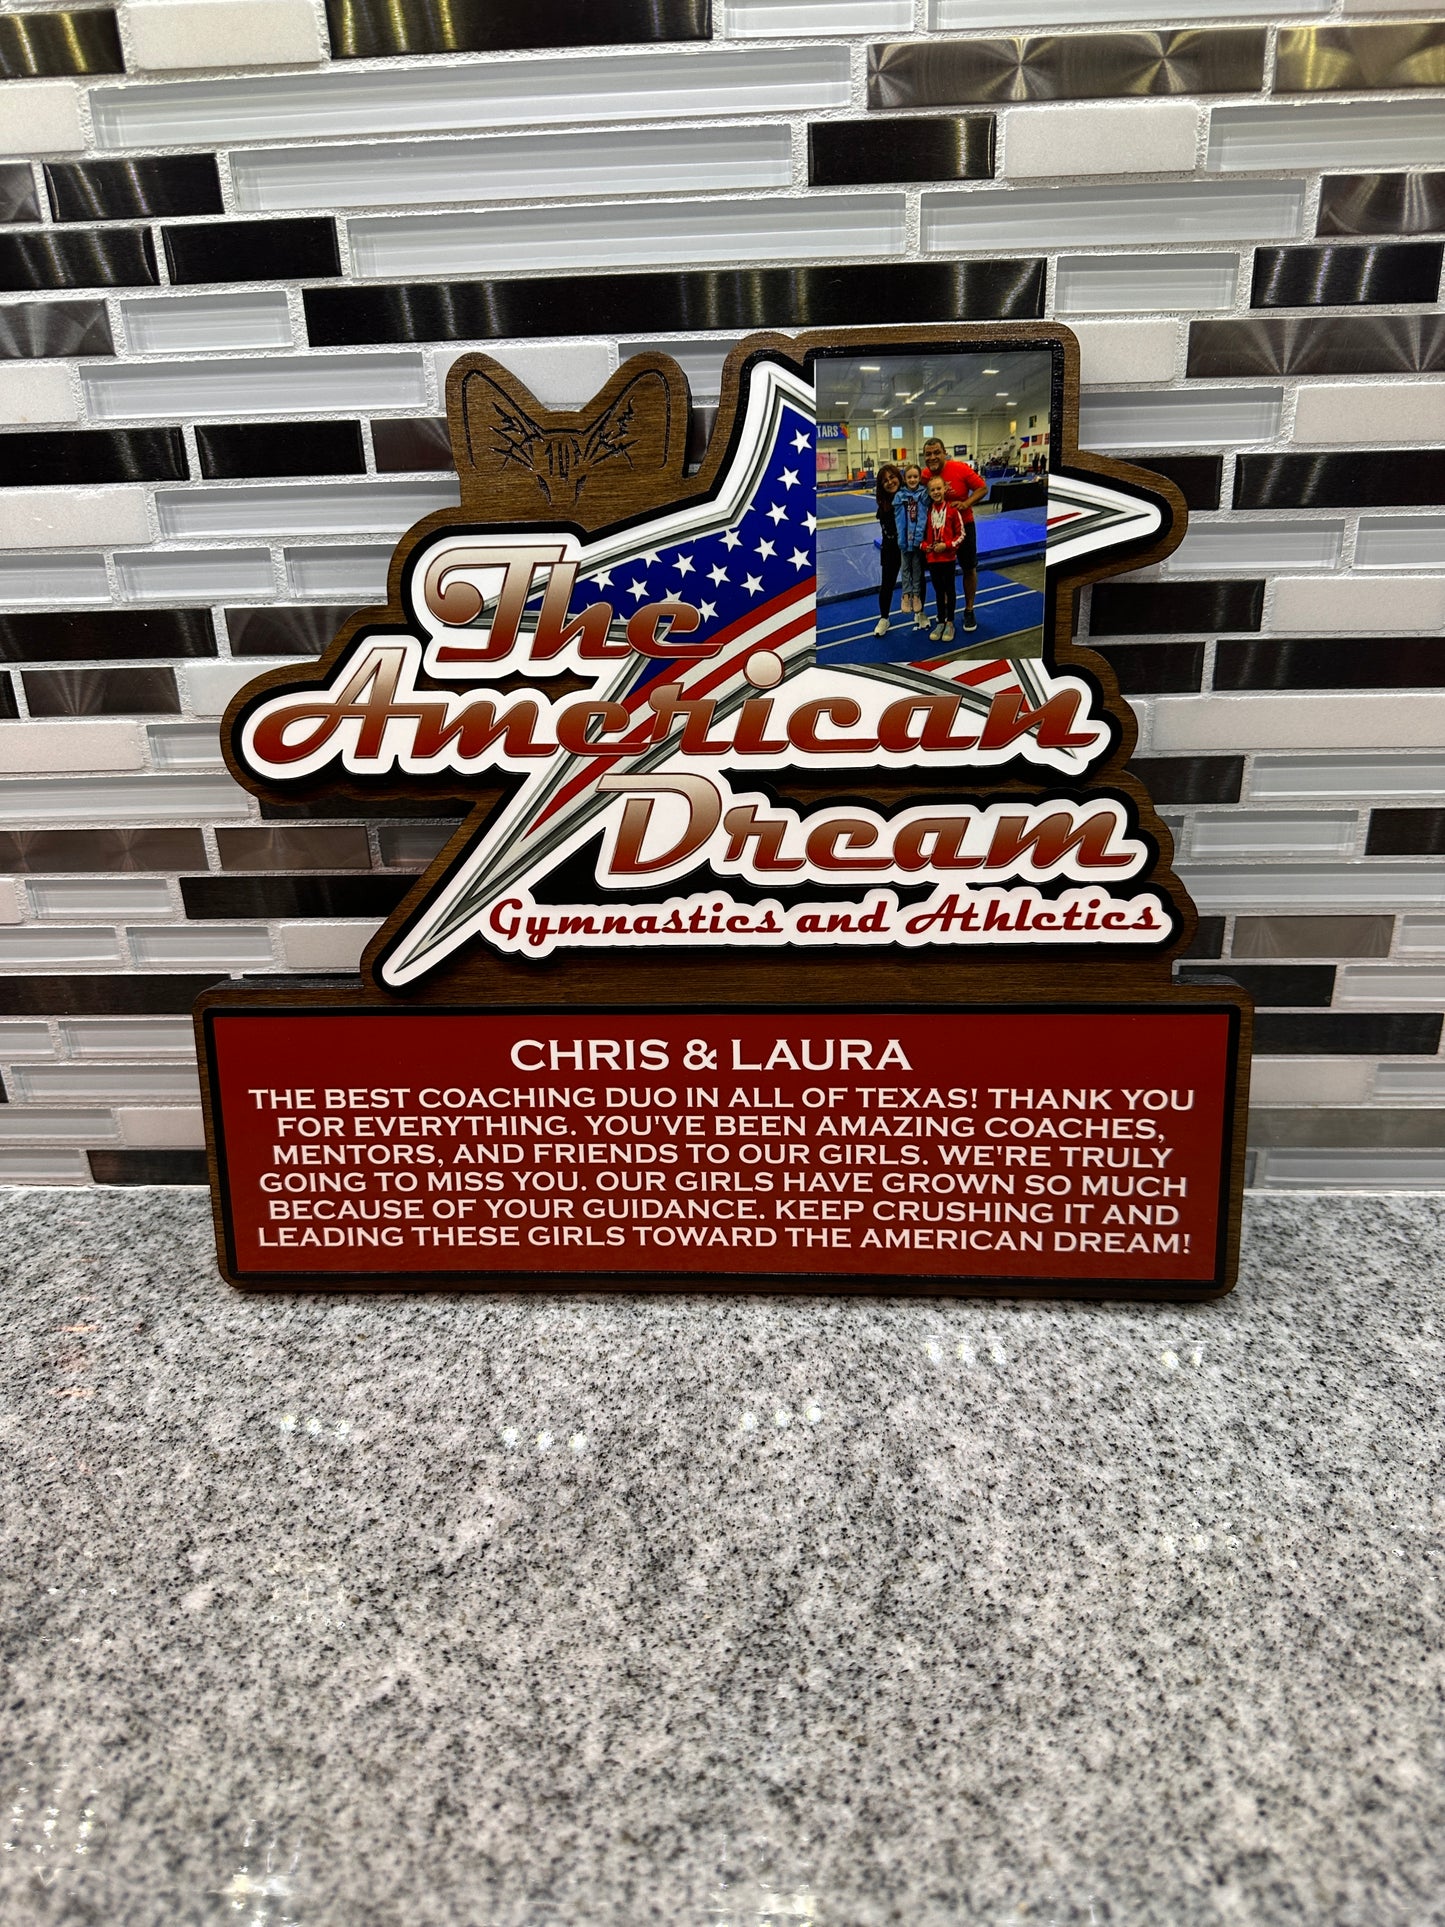 TARS
The
American
Dream
Gymnastics and Athletics
CHRIS & LAURA
THE BEST COACHING DUO IN ALL OF TEXAS! THANK YOU
FOR EVERYTHING. YOU'VE BEEN AMAZING COACHES,
MENTORS, AND FRIENDS TO OUR GIRLS. WE'RE TRULY
GOING TO MISS YOU. OUR GIRLS HAVE GROWN SO MUCH
BECAUSE OF YOUR GUIDANCE. KEEP CRUSHING IT AND
LEADING THESE GIRLS TOWARD THE AMERICAN DREAM!